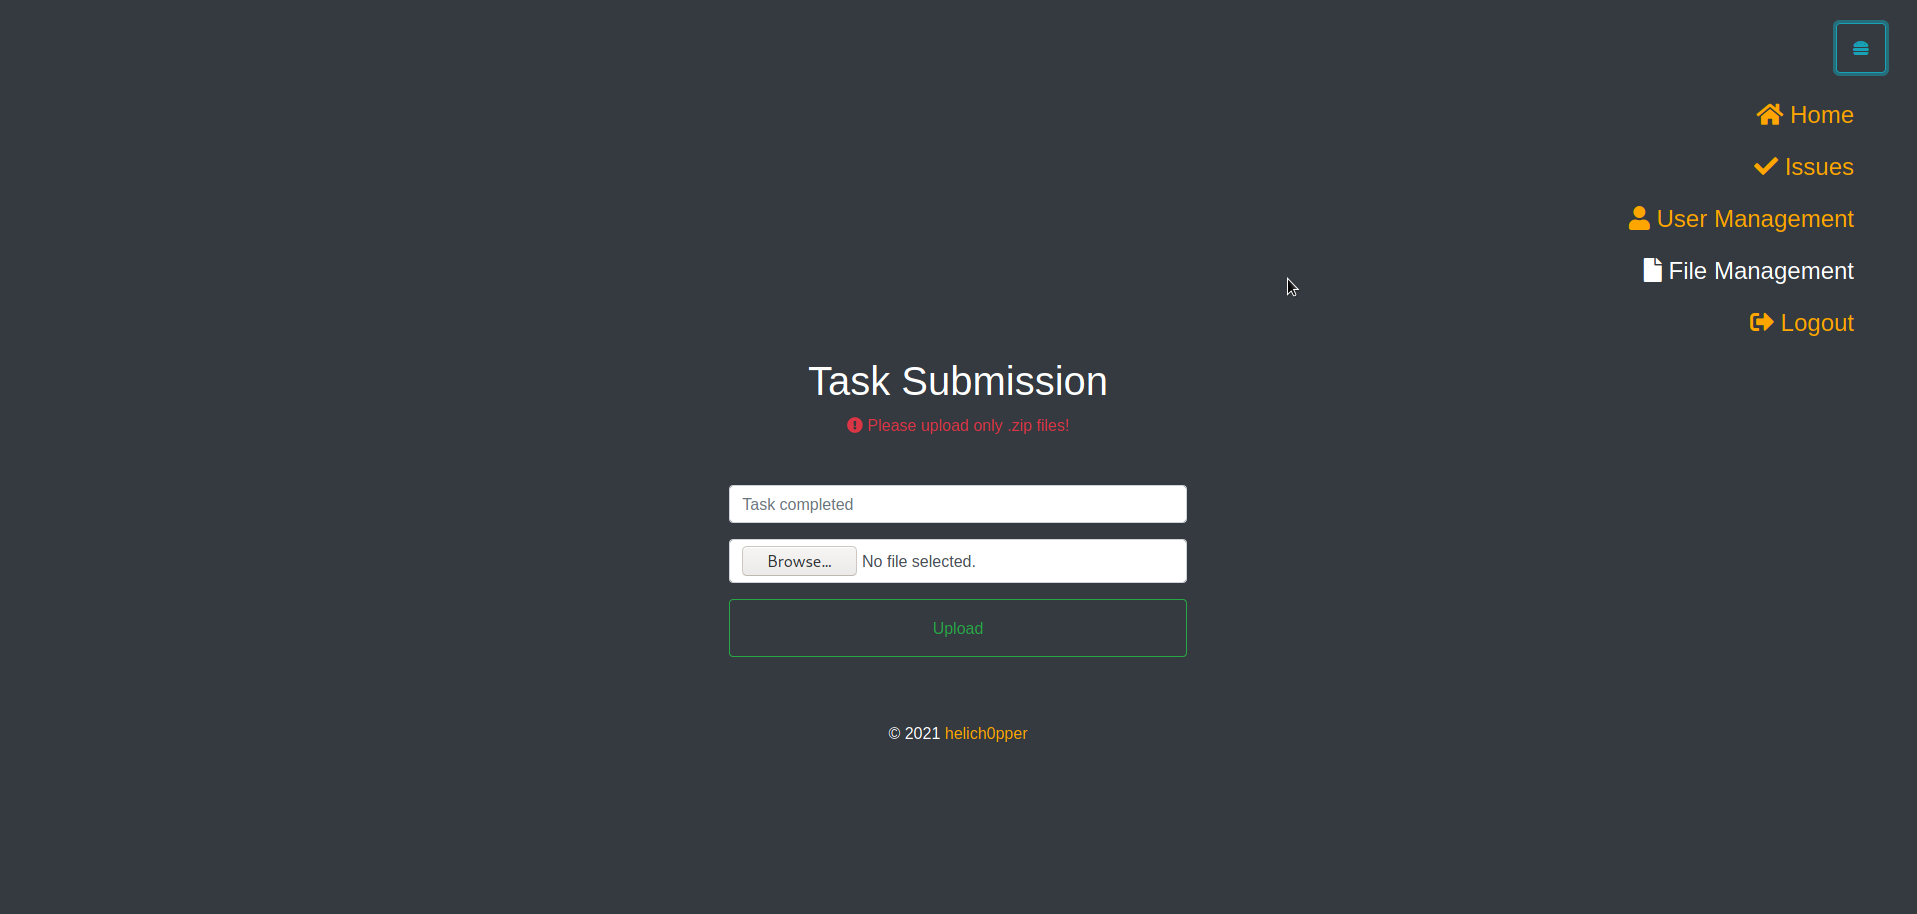 Home
Issues
User Management
File Management
Logout
Task Submission
Please upload only .zip files!
Task completed
Browse... No file selected.
Upload
© 2021 helich0pper